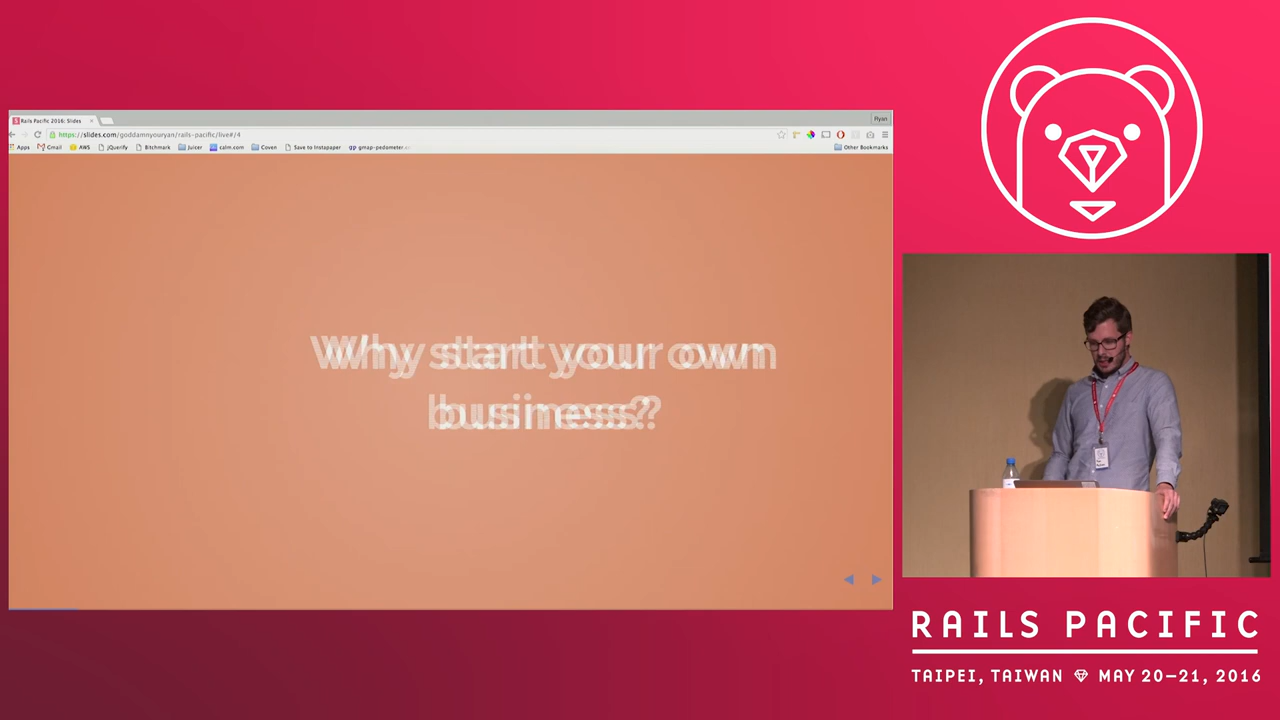 Rails Pacific 2016: Slides
Ryan
https://slides.com/goddamnyouryan/rails-pacific/live#/4
Apps
Gmail
AWS
jQuerify
Bitchmark
Juicer
calm.com
Coven
Save to Instapaper
gmap-pedometer.c
Other Bookmarks
Why start your own
business?
RAILS PACIFIC
TAIPEI, TAIWAN MAY 20–21, 2016